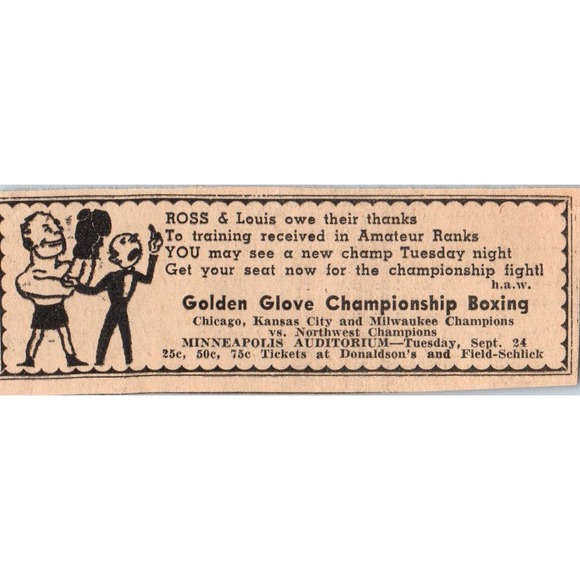 ROSS & Louis owe their thanks
To training received in Amateur Ranks
YOU may see a new champ Tuesday night
Get your seat now for the championship fight!
h.a.w.
Golden Glove Championship Boxing
Chicago, Kansas City and Milwaukee Champions
vs. Northwest Champions
MINNEAPOLIS AUDITORIUM—Tuesday, Sept. 24
25c, 50c, 75c Tickets at Donaldson's and Field-Schlick